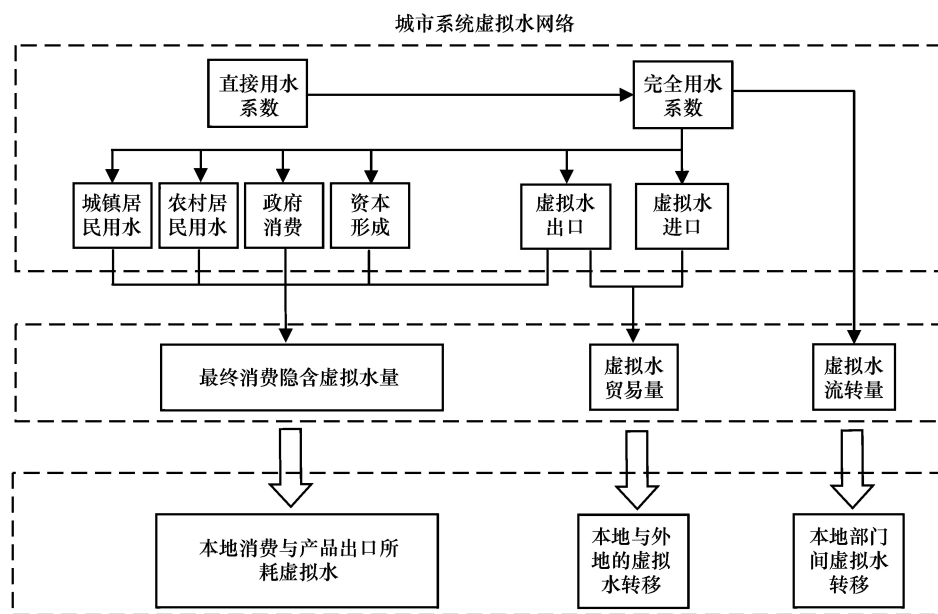 城市系统虚拟水网络
直接用水
系数
完全用水
系数
城镇居
民用水
农村居
民用水
政府
消费
资本
形成
虚拟水
出口
虚拟水
进口
最终消费隐含虚拟水量
虚拟水
贸易量
虚拟水
流转量
本地消费与产品出口所
耗虚拟水
本地与外
地的虚拟
水转移
本地部门
间虚拟水
转移